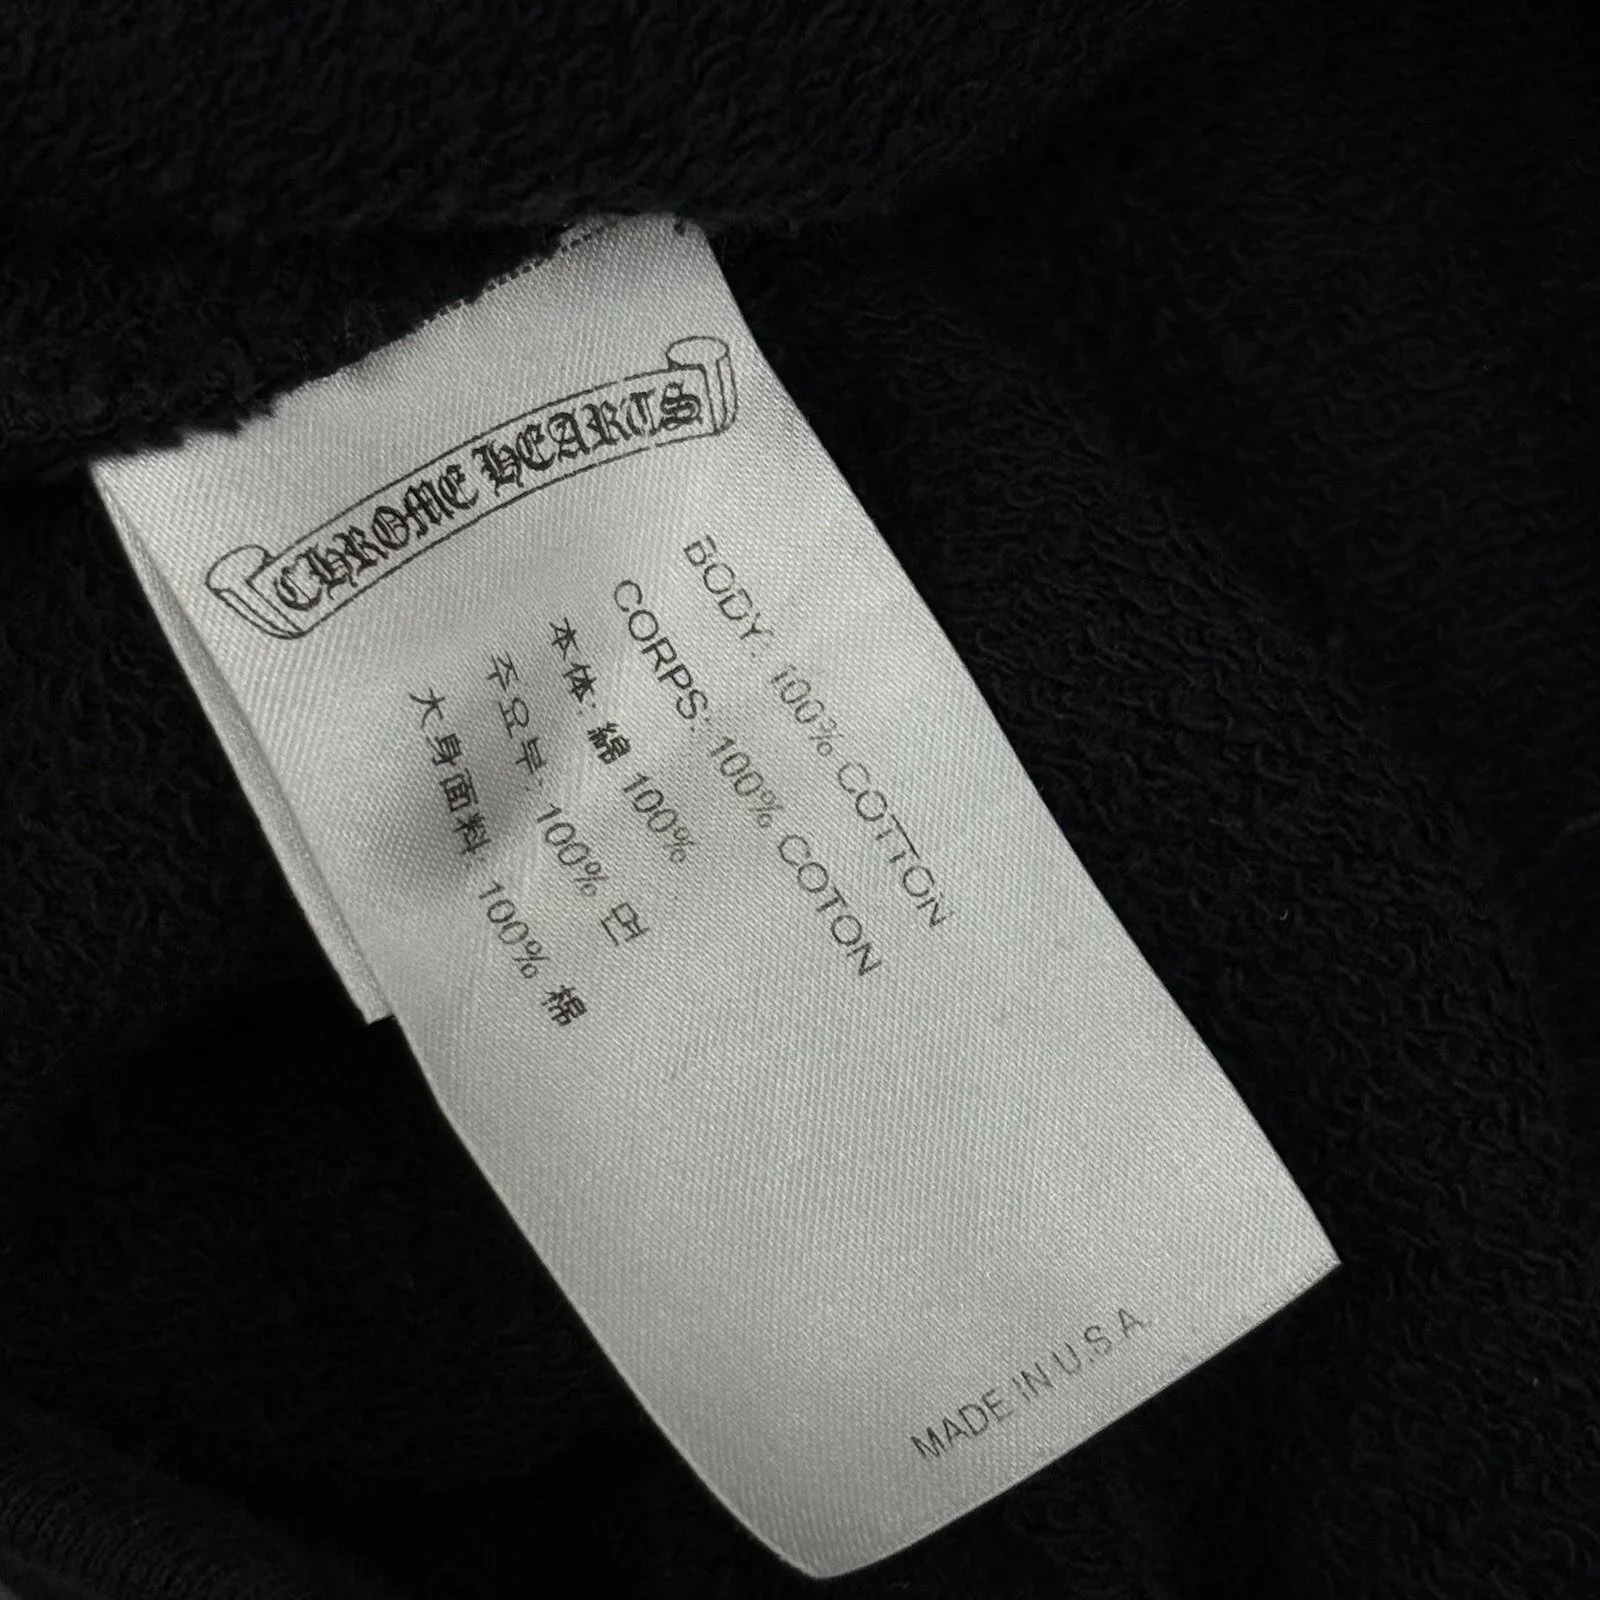 CHROME HEARTS
BODY: 100% COTTON
CORPS: 100% COTON
本体: 綿 100%
주요부: 100% 면
大身面料: 100% 棉
MADE IN U.S.A.